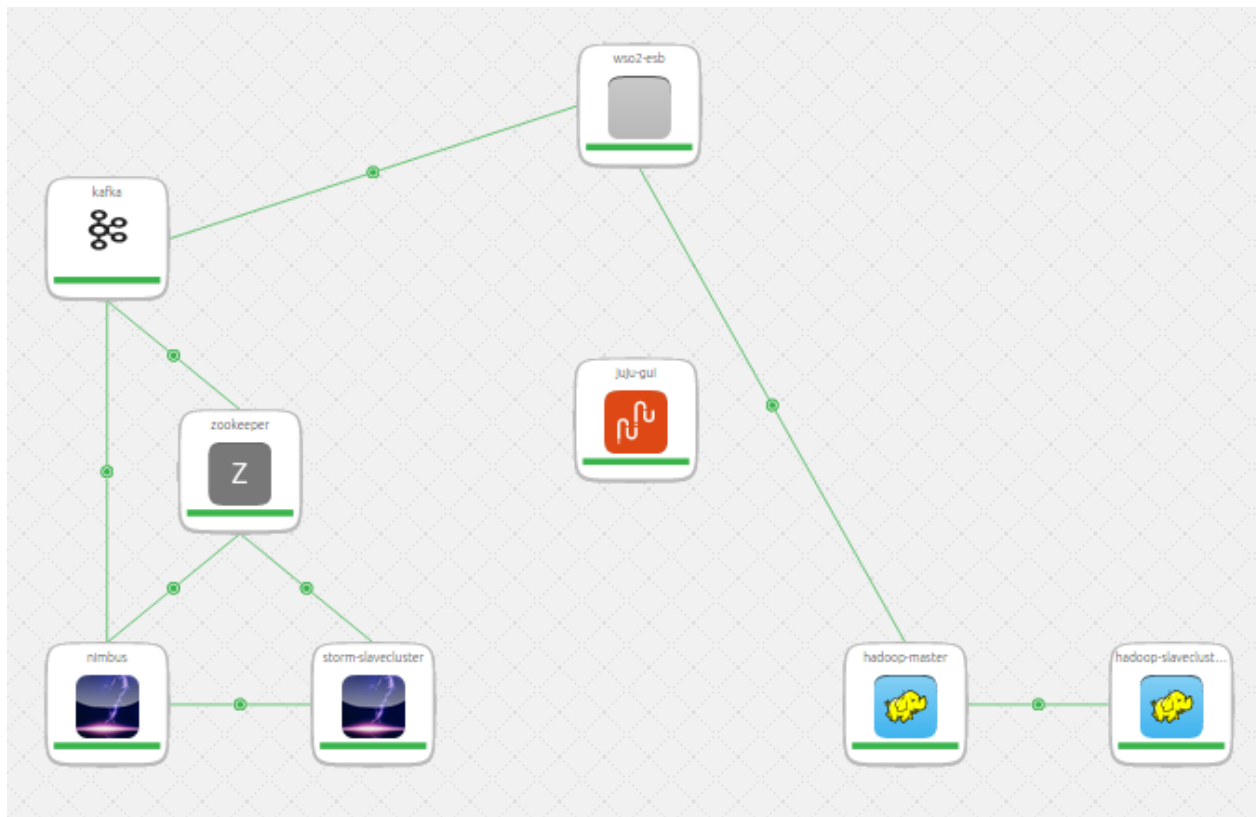 wso2-esb
kafka
juju-gui
zookeeper
Z
nimbus
storm-slavecluster
hadoop-master
hadoop-slaveclust...